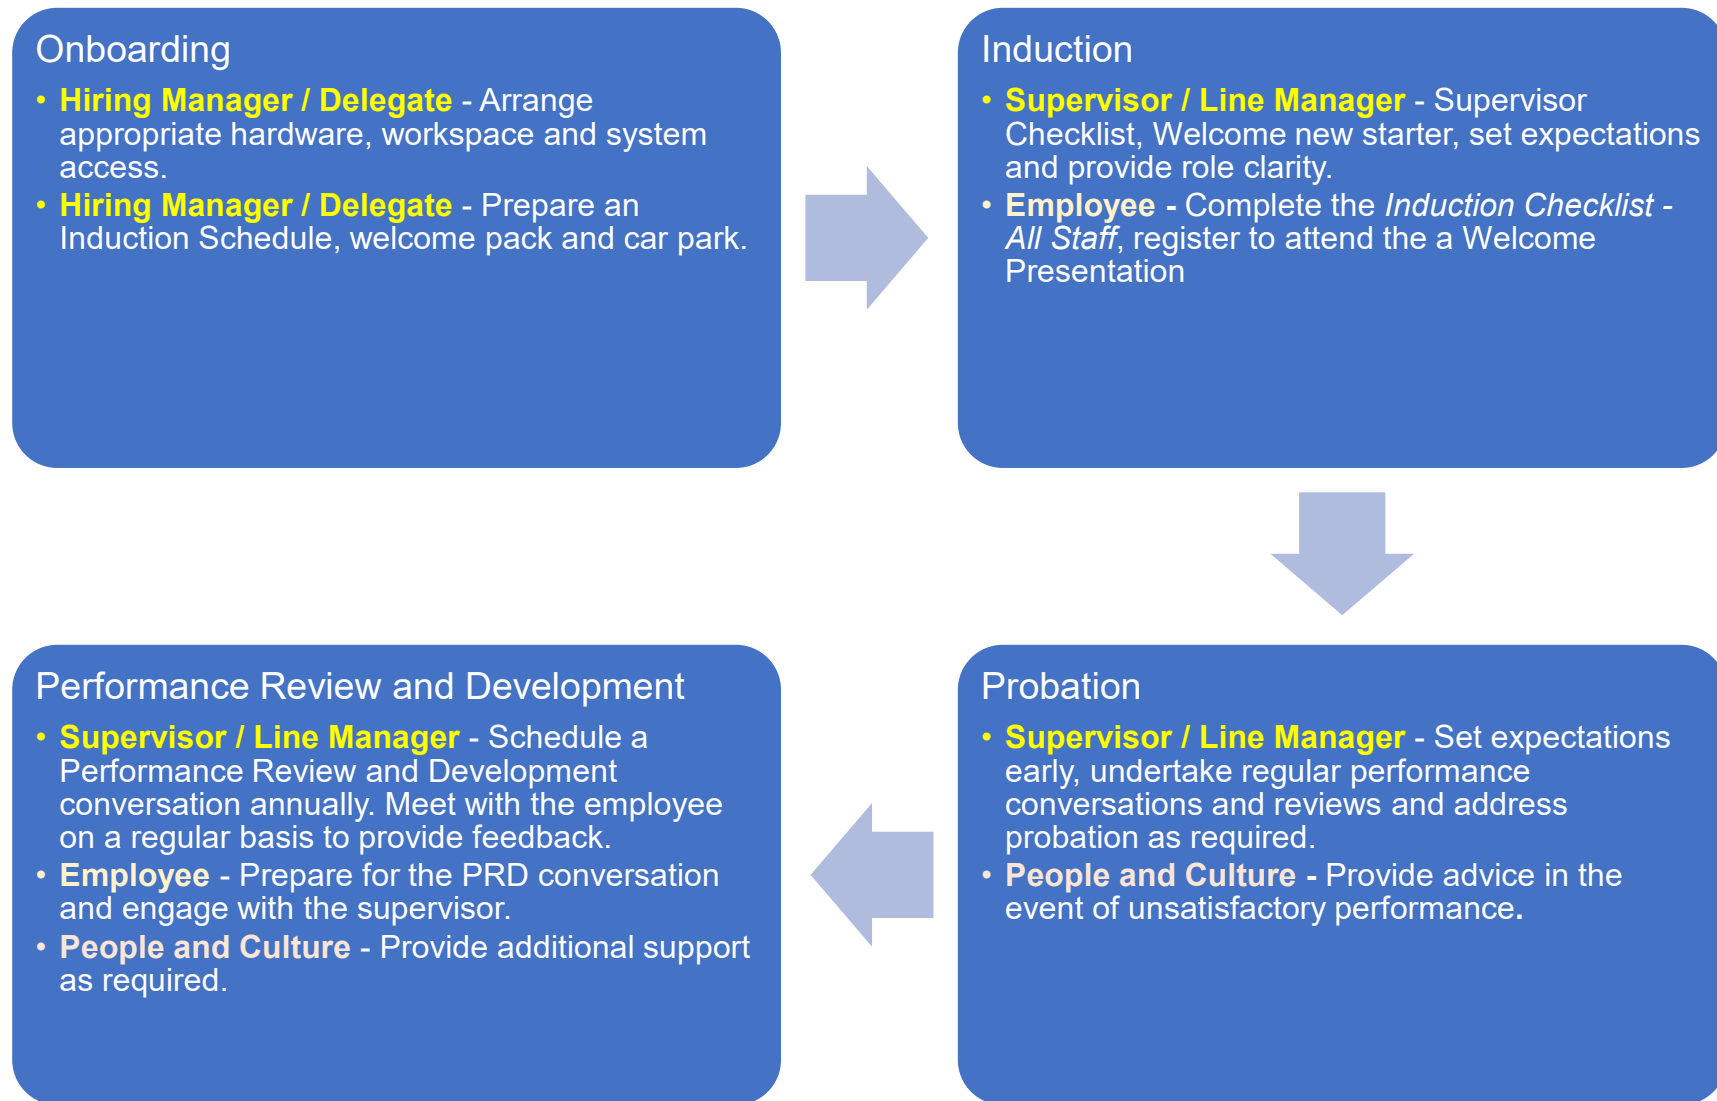 Onboarding
• Hiring Manager / Delegate - Arrange
appropriate hardware, workspace and system
access.
• Hiring Manager / Delegate - Prepare an
Induction Schedule, welcome pack and car park.
Induction
• Supervisor / Line Manager - Supervisor
Checklist, Welcome new starter, set expectations
and provide role clarity.
• Employee - Complete the Induction Checklist -
All Staff, register to attend the a Welcome
Presentation
Probation
• Supervisor / Line Manager - Set expectations
early, undertake regular performance
conversations and reviews and address
probation as required.
• People and Culture - Provide advice in the
event of unsatisfactory performance.
Performance Review and Development
• Supervisor / Line Manager - Schedule a
Performance Review and Development
conversation annually. Meet with the employee
on a regular basis to provide feedback.
• Employee - Prepare for the PRD conversation
and engage with the supervisor.
• People and Culture - Provide additional support
as required.